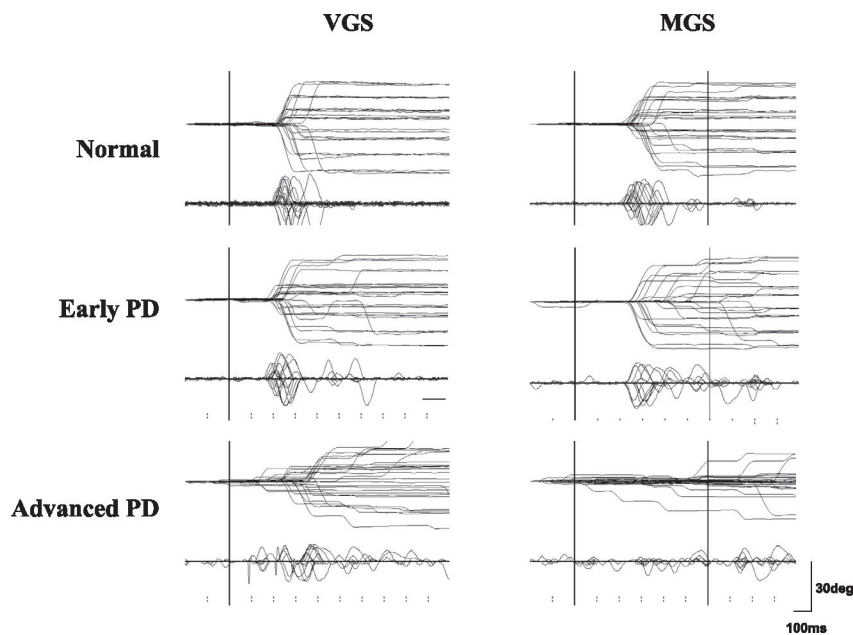 VGS MGS
Normal
Early PD
Advanced PD
30deg
100ms